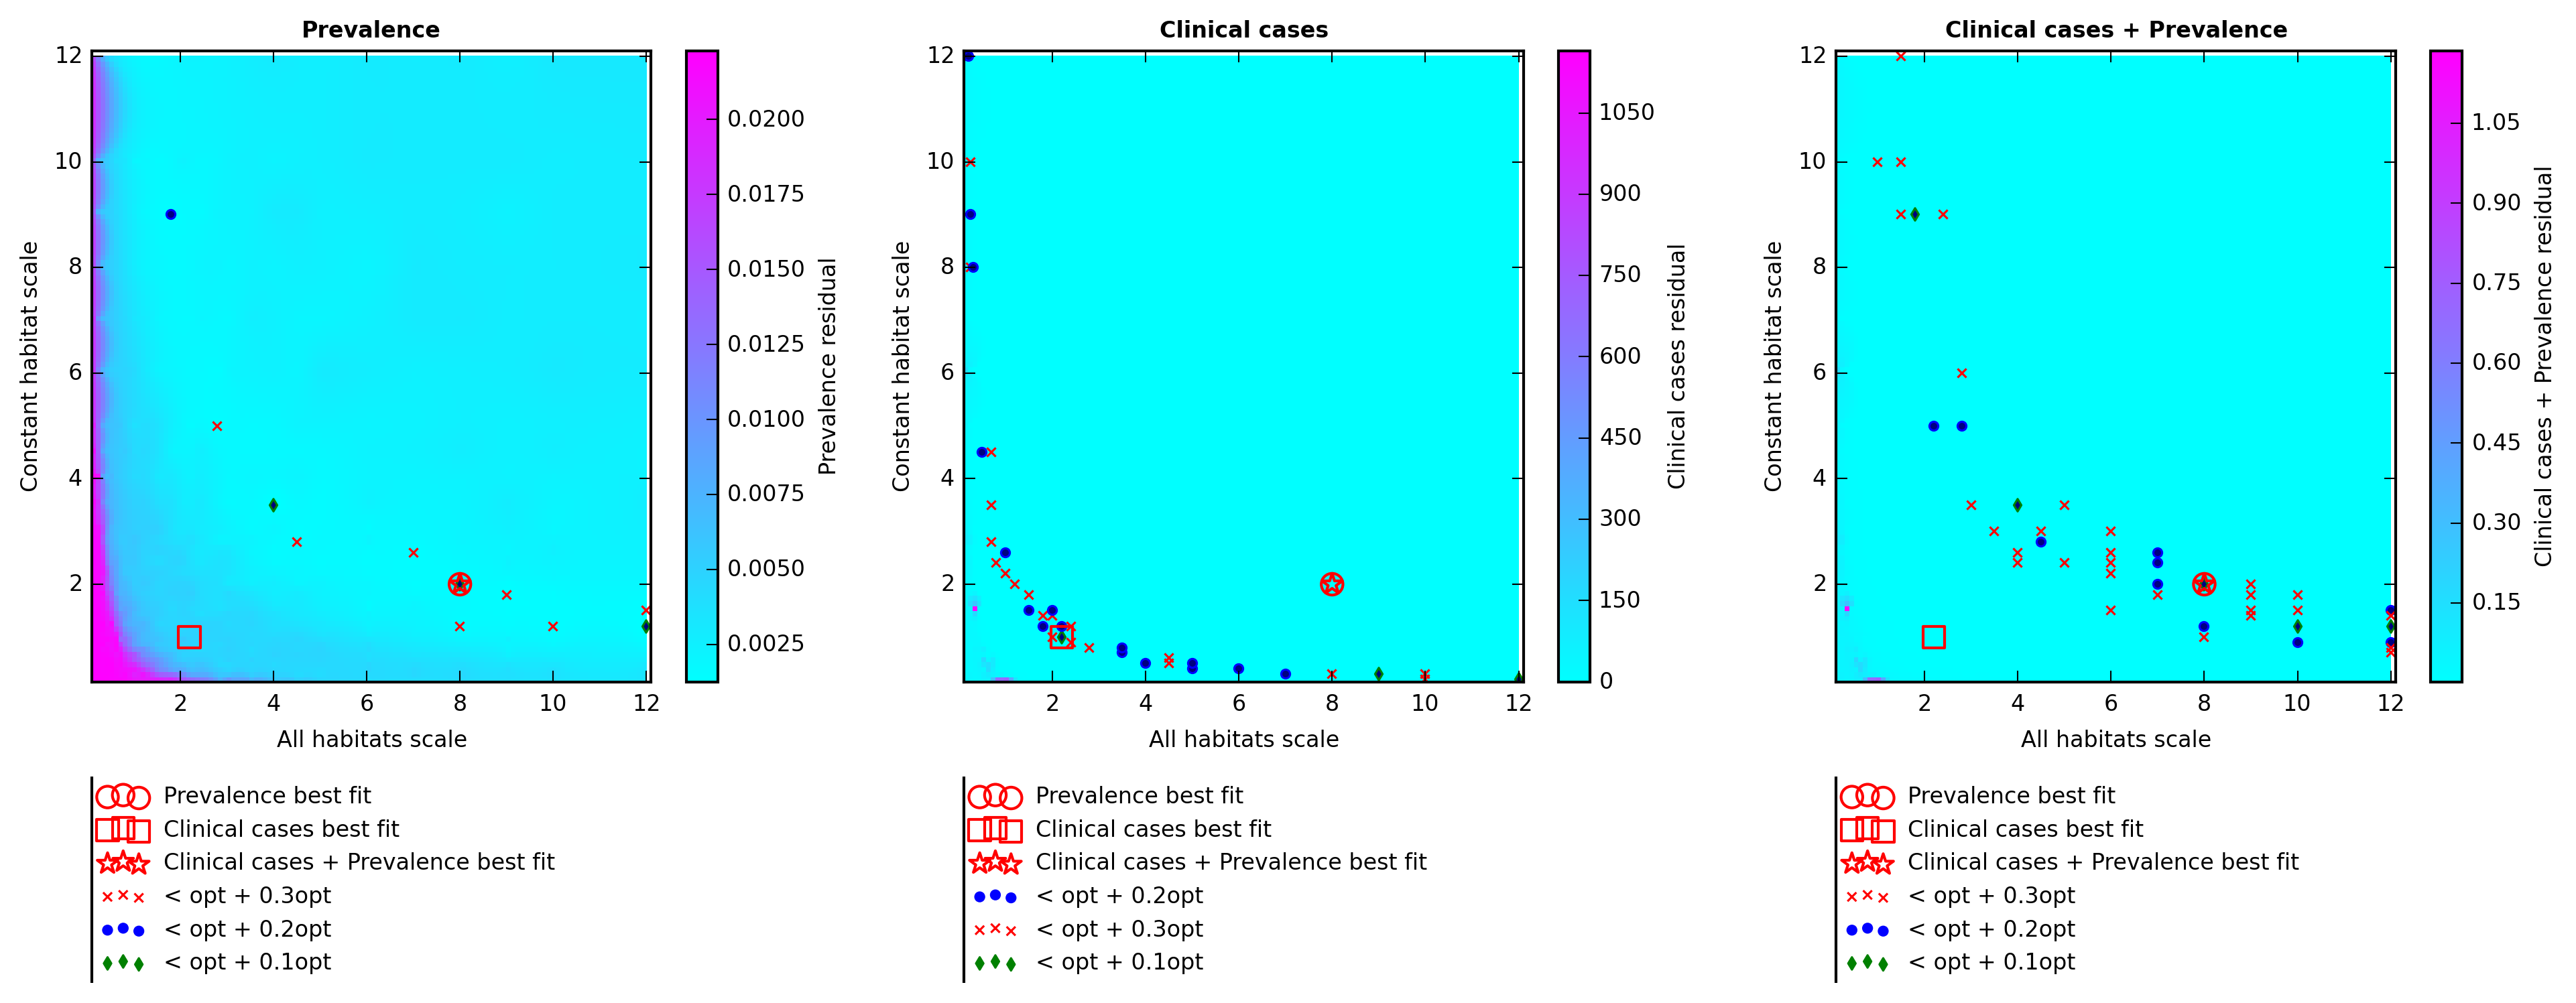 Prevalence
12
10
8
6
4
2
2 4 6 8 10 12
Constant habitat scale
All habitats scale
0.0200
0.0175
0.0150
0.0125
0.0100
0.0075
0.0050
0.0025
Prevalence residual
Prevalence best fit
Clinical cases best fit
Clinical cases + Prevalence best fit
< opt + 0.3opt
< opt + 0.2opt
< opt + 0.1opt
Clinical cases
12
10
8
6
4
2
2 4 6 8 10 12
Constant habitat scale
All habitats scale
1050
900
750
600
450
300
150
0
Clinical cases residual
Prevalence best fit
Clinical cases best fit
Clinical cases + Prevalence best fit
< opt + 0.2opt
< opt + 0.3opt
< opt + 0.1opt
Clinical cases + Prevalence
12
10
8
6
4
2
2 4 6 8 10 12
Constant habitat scale
All habitats scale
1.05
0.90
0.75
0.60
0.45
0.30
0.15
Clinical cases + Prevalence residual
Prevalence best fit
Clinical cases best fit
Clinical cases + Prevalence best fit
< opt + 0.3opt
< opt + 0.2opt
< opt + 0.1opt